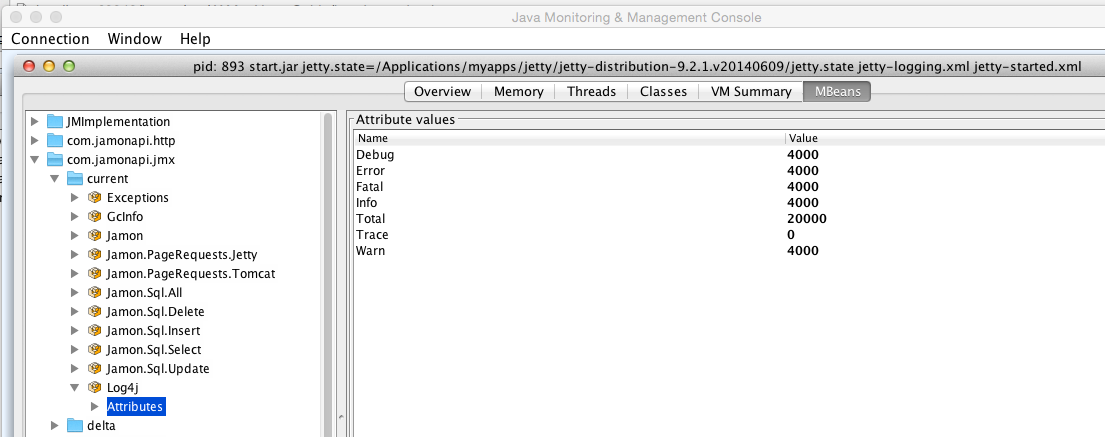 Java Monitoring & Management Console
Connection Window Help
pid: 893 start.jar jetty.state=/Applications/myapps/jetty/jetty-distribution-9.2.1.v20140609/jetty.state jetty-logging.xml jetty-started.xml
Overview Memory Threads Classes VM Summary MBeans
JMImplementation
com.jamonapi.http
com.jamonapi.jmx
current
Exceptions
GcInfo
Jamon
Jamon.PageRequests.Jetty
Jamon.PageRequests.Tomcat
Jamon.Sql.All
Jamon.Sql.Delete
Jamon.Sql.Insert
Jamon.Sql.Select
Jamon.Sql.Update
Log4j
Attributes
delta
Attribute values
Name Value
Debug 4000
Error 4000
Fatal 4000
Info 4000
Total 20000
Trace 0
Warn 4000